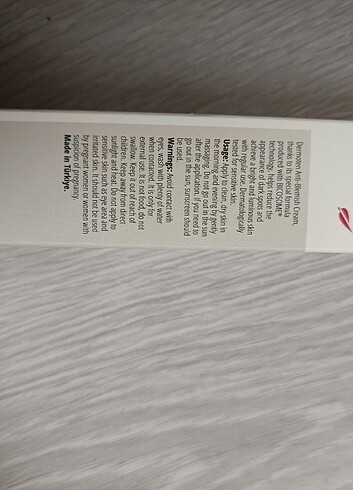 Dermoten Anti-Blemish Cream,
thanks to its special formula
produced with BIOCOSME™
technology, helps reduce the
appearance of dark spots and
achieve a bright and luminous skin
with regular use. Dermatologically
tested for sensitive skin.
Usage: Apply to clean, dry skin in
the morning and evening by gently
massaging. Do not go out in the sun
after the application. If you need to
go out in the sun, sunscreen should
be used.
Warnings: Avoid contact with
eyes, wash with plenty of water
when contacted. It is only for
external use. It is not food, do not
swallow. Keep it out of reach of
children. Keep away from direct
sunlight and heat. Do not apply to
sensitive skin such as eye area and
irritated skin. It should not be used
by pregnant women or women with
suspicion of pregnancy.
Made in Türkiye.